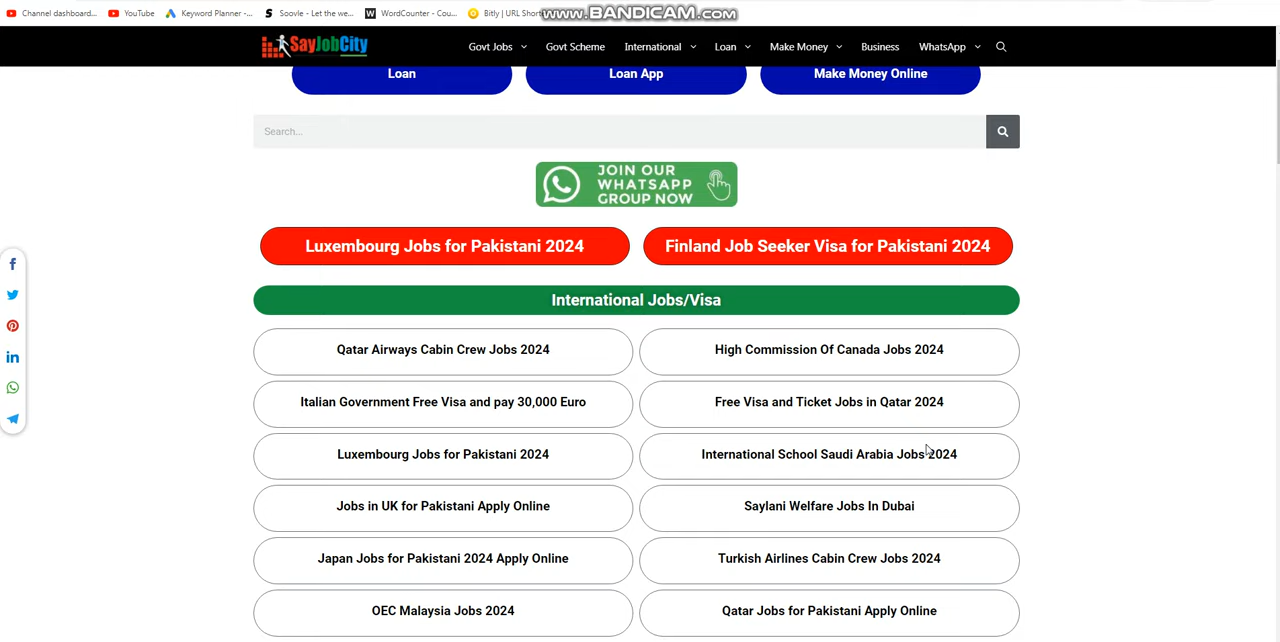 Channel dashboard...
YouTube
Keyword Planner -...
Soovle - Let the we...
WordCounter - Cou...
Bitly | URL Short
www.BANDICAM.com
SayJobCity
Govt Jobs
Govt Scheme
International
Loan
Make Money
Business
WhatsApp
Loan
Loan App
Make Money Online
Search...
JOIN OUR
WHATSAPP
GROUP NOW
Luxembourg Jobs for Pakistani 2024
Finland Job Seeker Visa for Pakistani 2024
International Jobs/Visa
Qatar Airways Cabin Crew Jobs 2024
High Commission Of Canada Jobs 2024
Italian Government Free Visa and pay 30,000 Euro
Free Visa and Ticket Jobs in Qatar 2024
Luxembourg Jobs for Pakistani 2024
International School Saudi Arabia Jobs 2024
Jobs in UK for Pakistani Apply Online
Saylani Welfare Jobs In Dubai
Japan Jobs for Pakistani 2024 Apply Online
Turkish Airlines Cabin Crew Jobs 2024
OEC Malaysia Jobs 2024
Qatar Jobs for Pakistani Apply Online